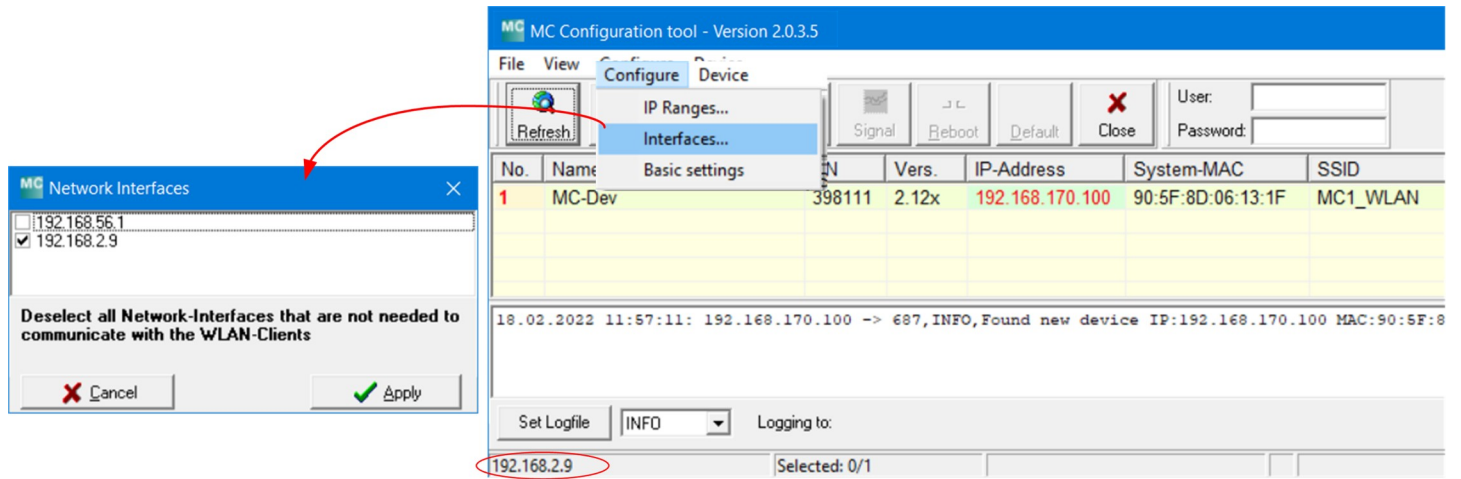 MC Network Interfaces
192.168.56.1
192.168.2.9
Deselect all Network-Interfaces that are not needed to
communicate with the WLAN-Clients
Cancel Apply
MC MC Configuration tool - Version 2.0.3.5
File View
Configure Device
IP Ranges...
Interfaces...
Basic settings
Refresh Signal Reboot Default Close
User:
Password:
No. Name Vers. IP-Address System-MAC SSID
1 MC-Dev 398111 2.12x 192.168.170.100 90:5F:8D:06:13:1F MC1_WLAN
18.02.2022 11:57:11: 192.168.170.100 -> 687,INFO,Found new device IP:192.168.170.100 MAC:90:5F:8
Set Logfile INFO Logging to:
192.168.2.9 Selected: 0/1